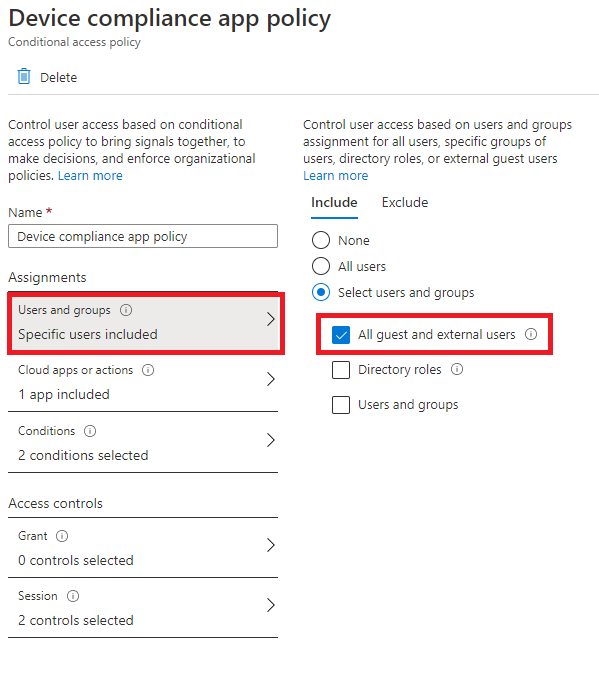 Device compliance app policy
Conditional access policy
Delete
Control user access based on conditional
access policy to bring signals together, to
make decisions, and enforce organizational
policies. Learn more
Name *
Device compliance app policy
Assignments
Users and groups
Specific users included
Cloud apps or actions
1 app included
Conditions
2 conditions selected
Access controls
Grant
0 controls selected
Session
2 controls selected
Control user access based on users and groups
assignment for all users, specific groups of
users, directory roles, or external guest users
Learn more
Include Exclude
None
All users
Select users and groups
All guest and external users
Directory roles
Users and groups